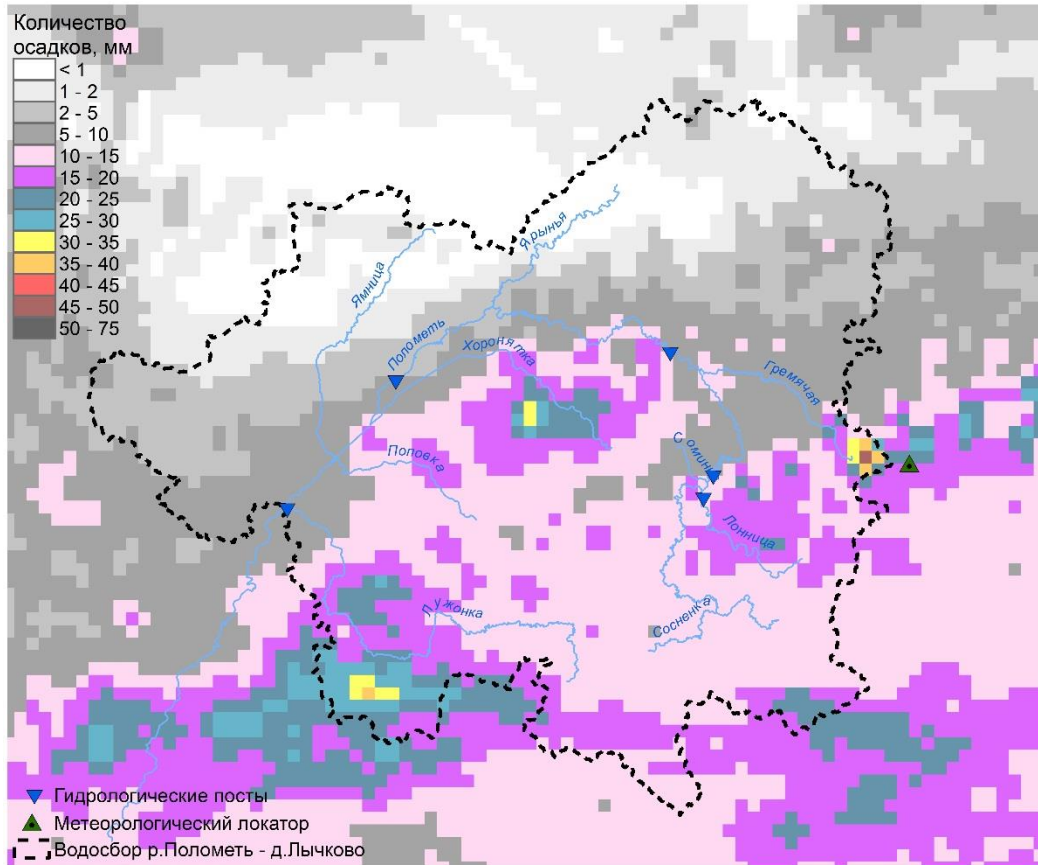 Количество
осадков, мм
< 1
1 - 2
2 - 5
5 - 10
10 - 15
15 - 20
20 - 25
25 - 30
30 - 35
35 - 40
40 - 45
45 - 50
50 - 75
Ярынья
Ямница
Полометь
Хоронятка
Гремячая
Соминка
Поповка
Лонница
Лужонка
Сосненка
Гидрологические посты
Метеорологический локатор
Водосбор р.Полометь - д.Лычково